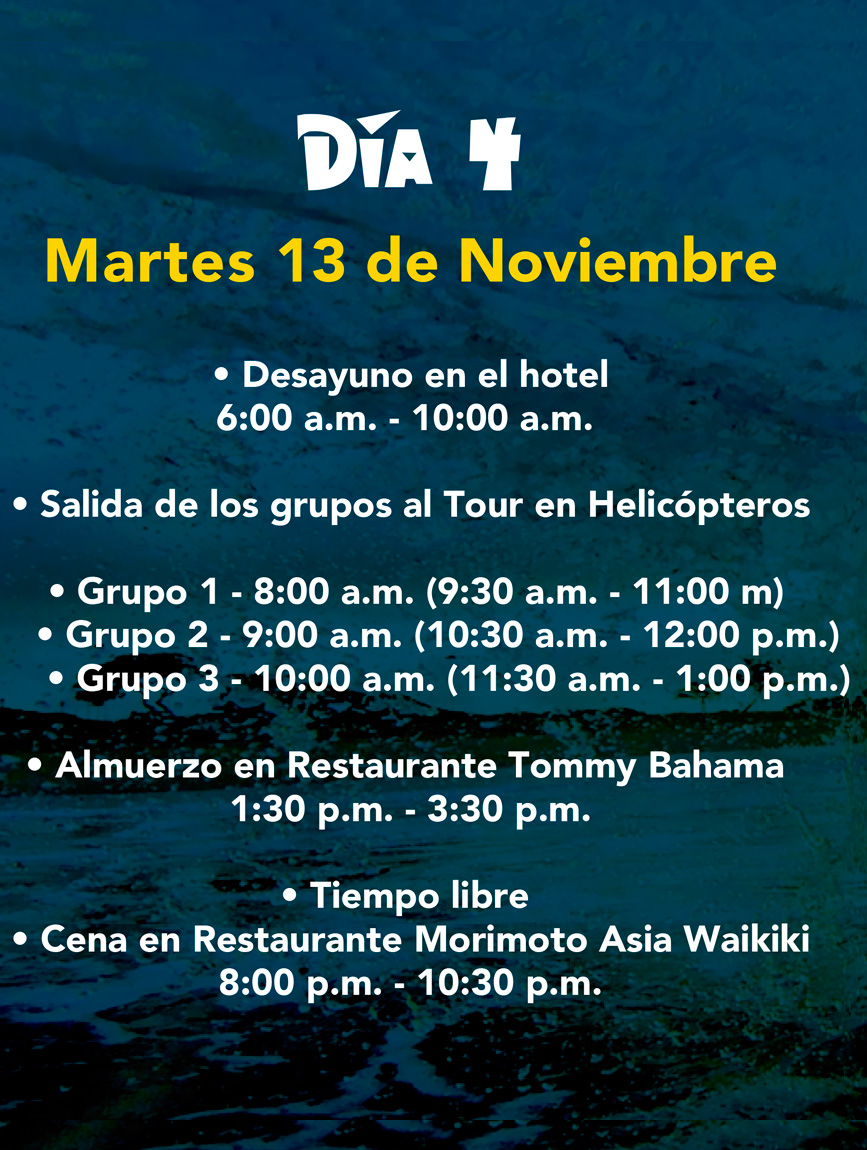 Día 4
Martes 13 de Noviembre
• Desayuno en el hotel
6:00 a.m. - 10:00 a.m.
• Salida de los grupos al Tour en Helicópteros
• Grupo 1 - 8:00 a.m. (9:30 a.m. - 11:00 m)
• Grupo 2 - 9:00 a.m. (10:30 a.m. - 12:00 p.m.)
• Grupo 3 - 10:00 a.m. (11:30 a.m. - 1:00 p.m.)
• Almuerzo en Restaurante Tommy Bahama
1:30 p.m. - 3:30 p.m.
• Tiempo libre
• Cena en Restaurante Morimoto Asia Waikiki
8:00 p.m. - 10:30 p.m.